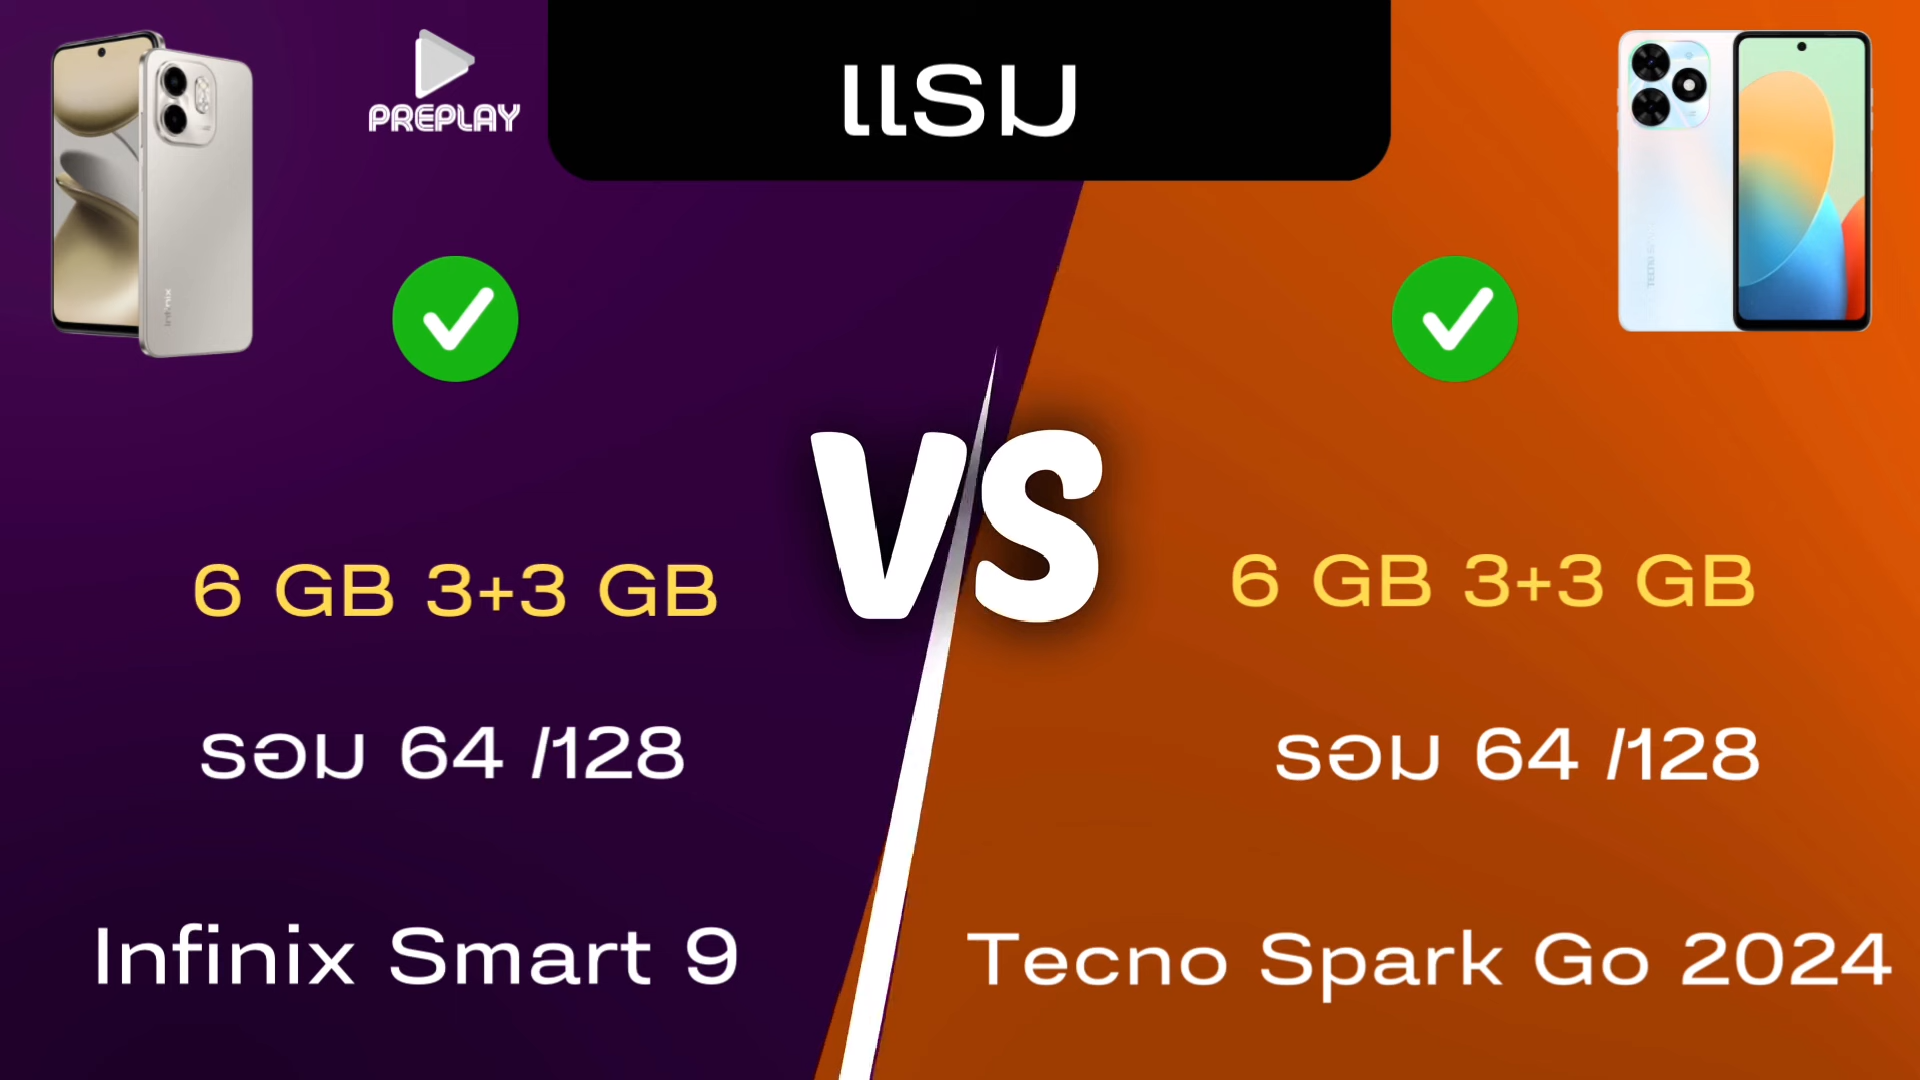 PREPLAY
แรม
VS
6 GB 3+3 GB
6 GB 3+3 GB
รอม 64 /128
รอม 64 /128
Infinix Smart 9
Tecno Spark Go 2024
Infinix